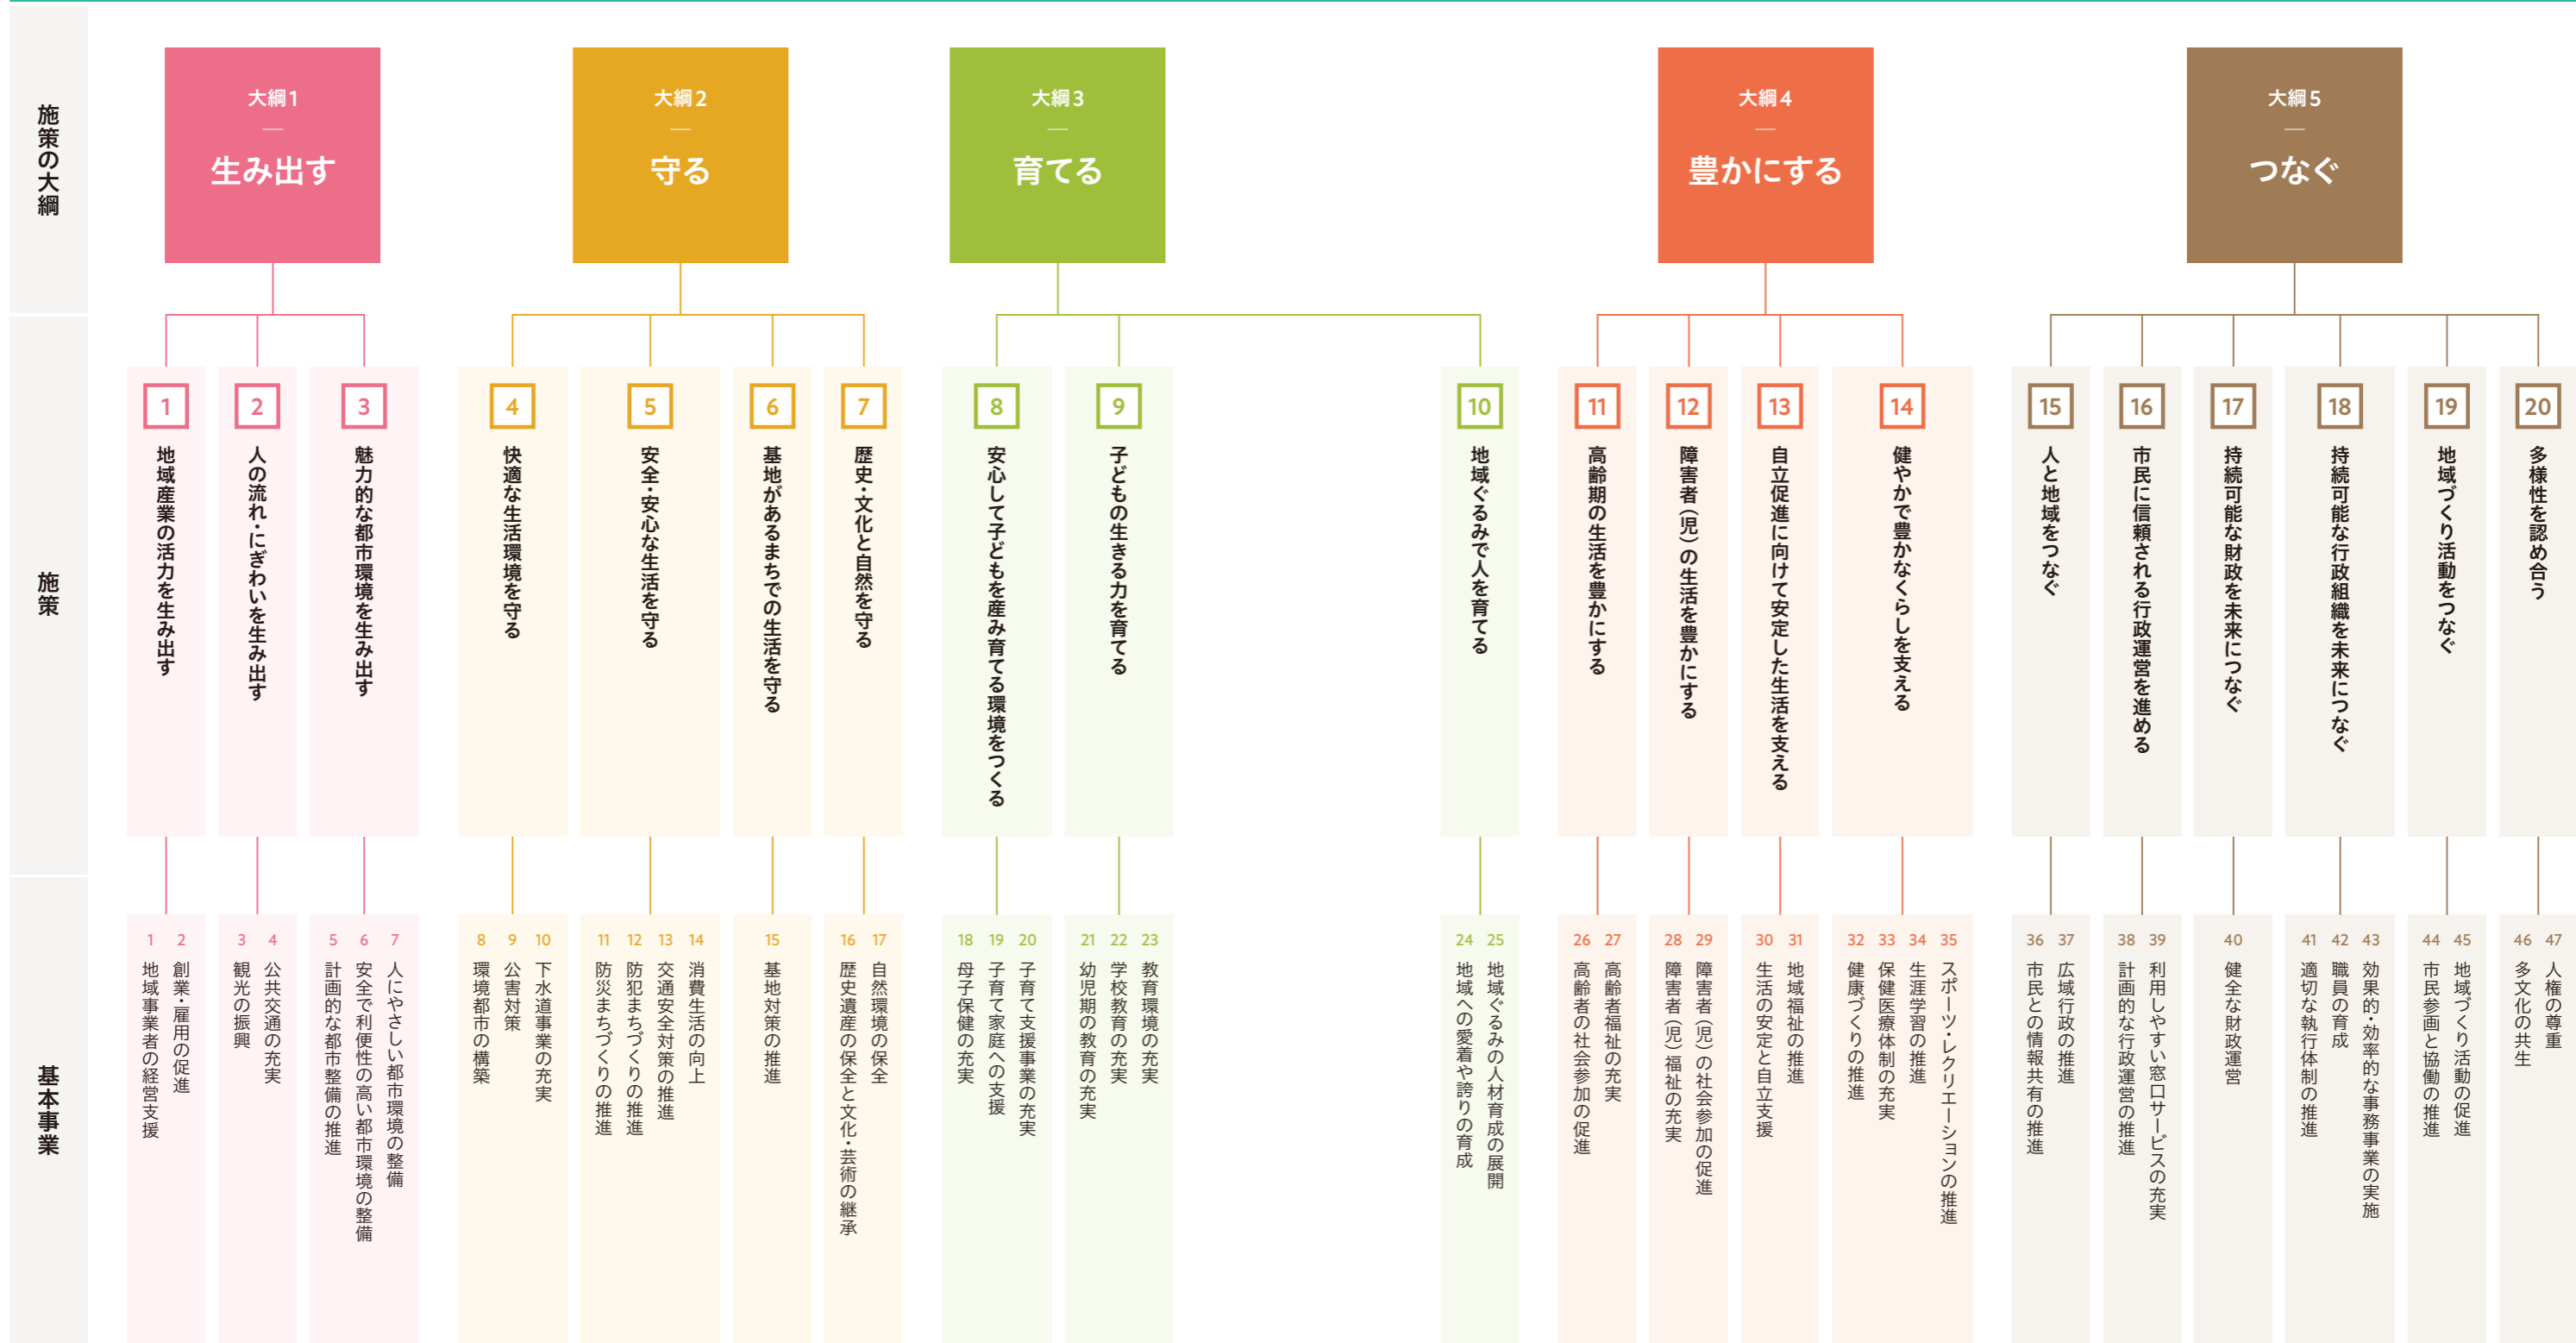 施策の大綱
大綱1
生み出す
大綱2
守る
大綱3
育てる
大綱4
豊かにする
大綱5
つなぐ
施策
1
地域産業の活力を生み出す
2
人の流れ・にぎわいを生み出す
3
魅力的な都市環境を生み出す
4
快適な生活環境を守る
5
安全・安心な生活を守る
6
基地があるまちでの生活を守る
7
歴史・文化と自然を守る
8
安心して子どもを産み育てる環境をつくる
9
子どもの生きる力を育てる
10
地域ぐるみで人を育てる
11
高齢期の生活を豊かにする
12
障害者(児)の生活を豊かにする
13
自立促進に向けて安定した生活を支える
14
健やかで豊かなくらしを支える
15
人と地域をつなぐ
16
市民に信頼される行政運営を進める
17
持続可能な財政を未来につなぐ
18
持続可能な行政組織を未来につなぐ
19
地域づくり活動をつなぐ
20
多様性を認め合う
基本事業
1
地域事業者の経営支援
2
創業・雇用の促進
3
観光の振興
4
公共交通の充実
5
計画的な都市整備の推進
6
安全で利便性の高い都市環境の整備
7
人にやさしい都市環境の整備
8
環境都市の構築
9
公害対策
10
下水道事業の充実
11
防災まちづくりの推進
12
防犯まちづくりの推進
13
交通安全対策の推進
14
消費生活の向上
15
基地対策の推進
16
歴史遺産の保全と文化・芸術の継承
17
自然環境の保全
18
母子保健の充実
19
子育て家庭への支援
20
子育て支援事業の充実
21
幼児期の教育の充実
22
学校教育の充実
23
教育環境の充実
24
地域への愛着や誇りの育成
25
地域ぐるみの人材育成の展開
26
高齢者の社会参加の促進
27
高齢者福祉の充実
28
障害者(児)福祉の充実
29
障害者(児)の社会参加の促進
30
生活の安定と自立支援
31
地域福祉の推進
32
健康づくりの推進
33
保健医療体制の充実
34
生涯学習の推進
35
スポーツ・レクリエーションの推進
36
市民との情報共有の推進
37
広域行政の推進
38
計画的な行政運営の推進
39
利用しやすい窓口サービスの充実
40
健全な財政運営
41
適切な執行体制の推進
42
職員の育成
43
効果的・効率的な事務事業の実施
44
市民参画と協働の推進
45
地域づくり活動の促進
46
多文化の共生
47
人権の尊重